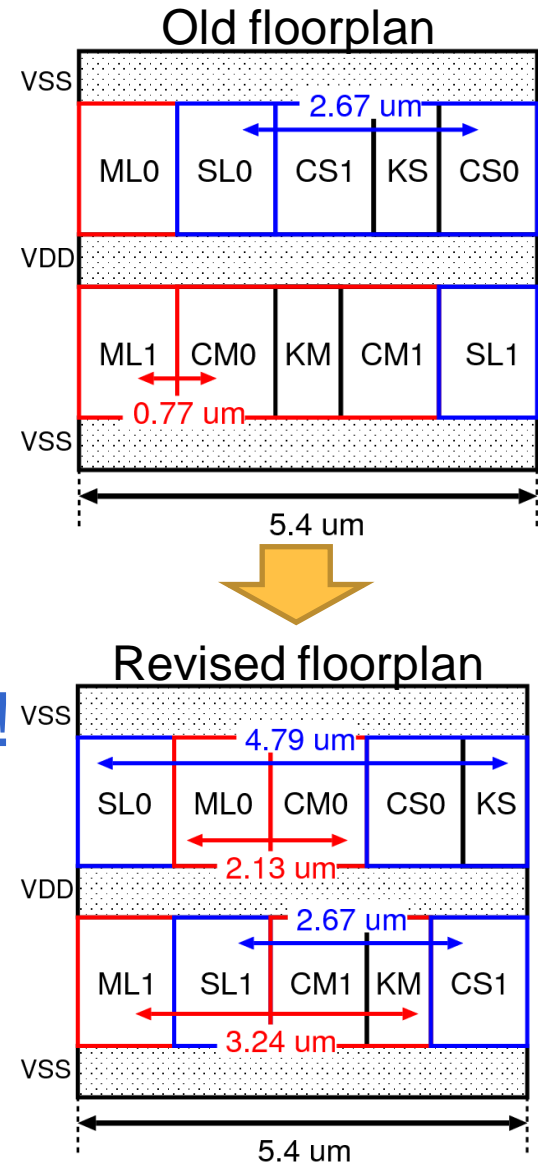 Old floorplan
VSS
2.67 um
ML0 SL0 CS1 KS CS0
VDD
ML1 CM0 KM CM1 SL1
0.77 um
VSS
5.4 um
Revised floorplan
!
VSS
4.79 um
SL0 ML0 CM0 CS0 KS
2.13 um
VDD
2.67 um
ML1 SL1 CM1 KM CS1
3.24 um
VSS
5.4 um